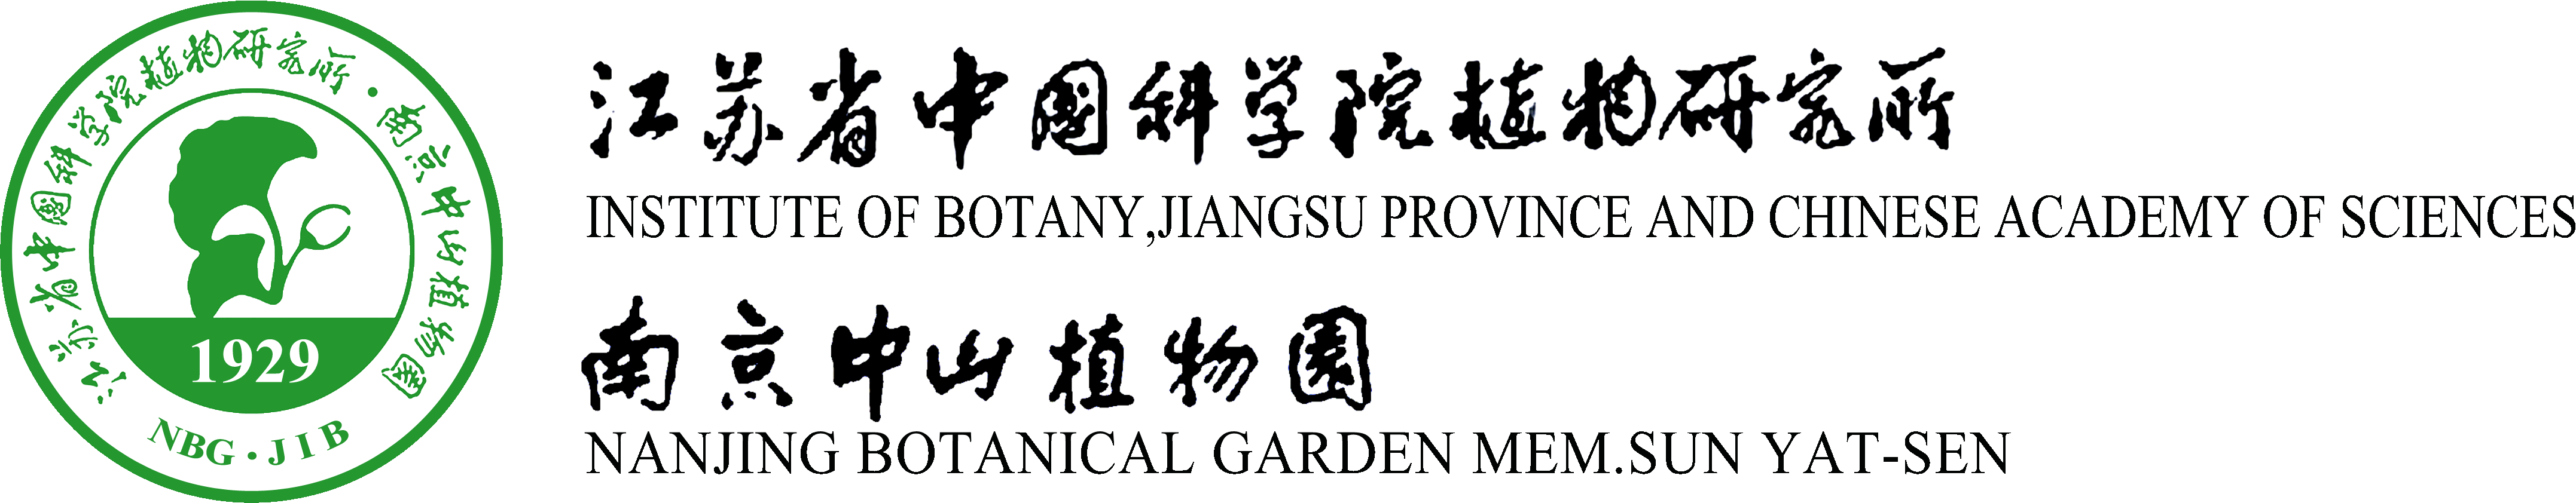 江苏省中国科学院植物研究所·南京中山植物園
1929
NBG·JIB
江苏省中國科学院植物研究所
INSTITUTE OF BOTANY,JIANGSU PROVINCE AND CHINESE ACADEMY OF SCIENCES
南京中山植物園
NANJING BOTANICAL GARDEN MEM.SUN YAT-SEN